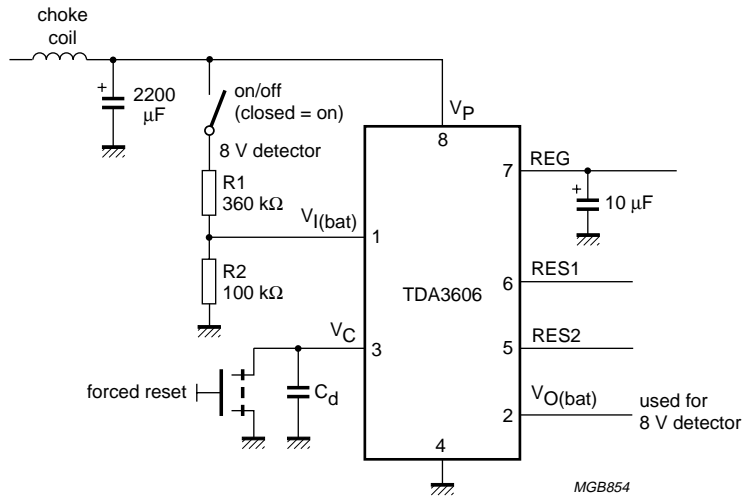 choke
coil
+
2200
µF
on/off
(closed = on)
8 V detector
R1
360 kΩ
V_I(bat)
R2
100 kΩ
V_C
forced reset
C_d
V_P
8
1
3
4
TDA3606
7
REG
+
10 µF
6
RES1
5
RES2
2
V_O(bat)
used for
8 V detector
MGB854